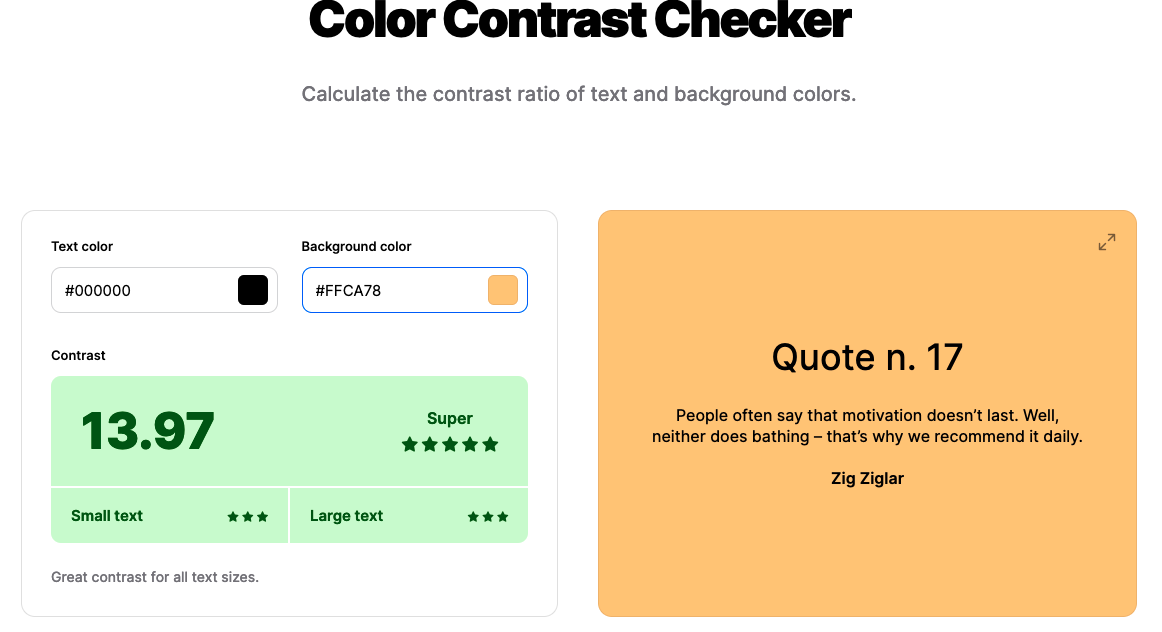 Color Contrast Checker
Calculate the contrast ratio of text and background colors.
Text color
#000000
Background color
#FFCA78
Contrast
13.97
Super
Small text
Large text
Great contrast for all text sizes.
Quote n. 17
People often say that motivation doesn’t last. Well,
neither does bathing – that’s why we recommend it daily.
Zig Ziglar